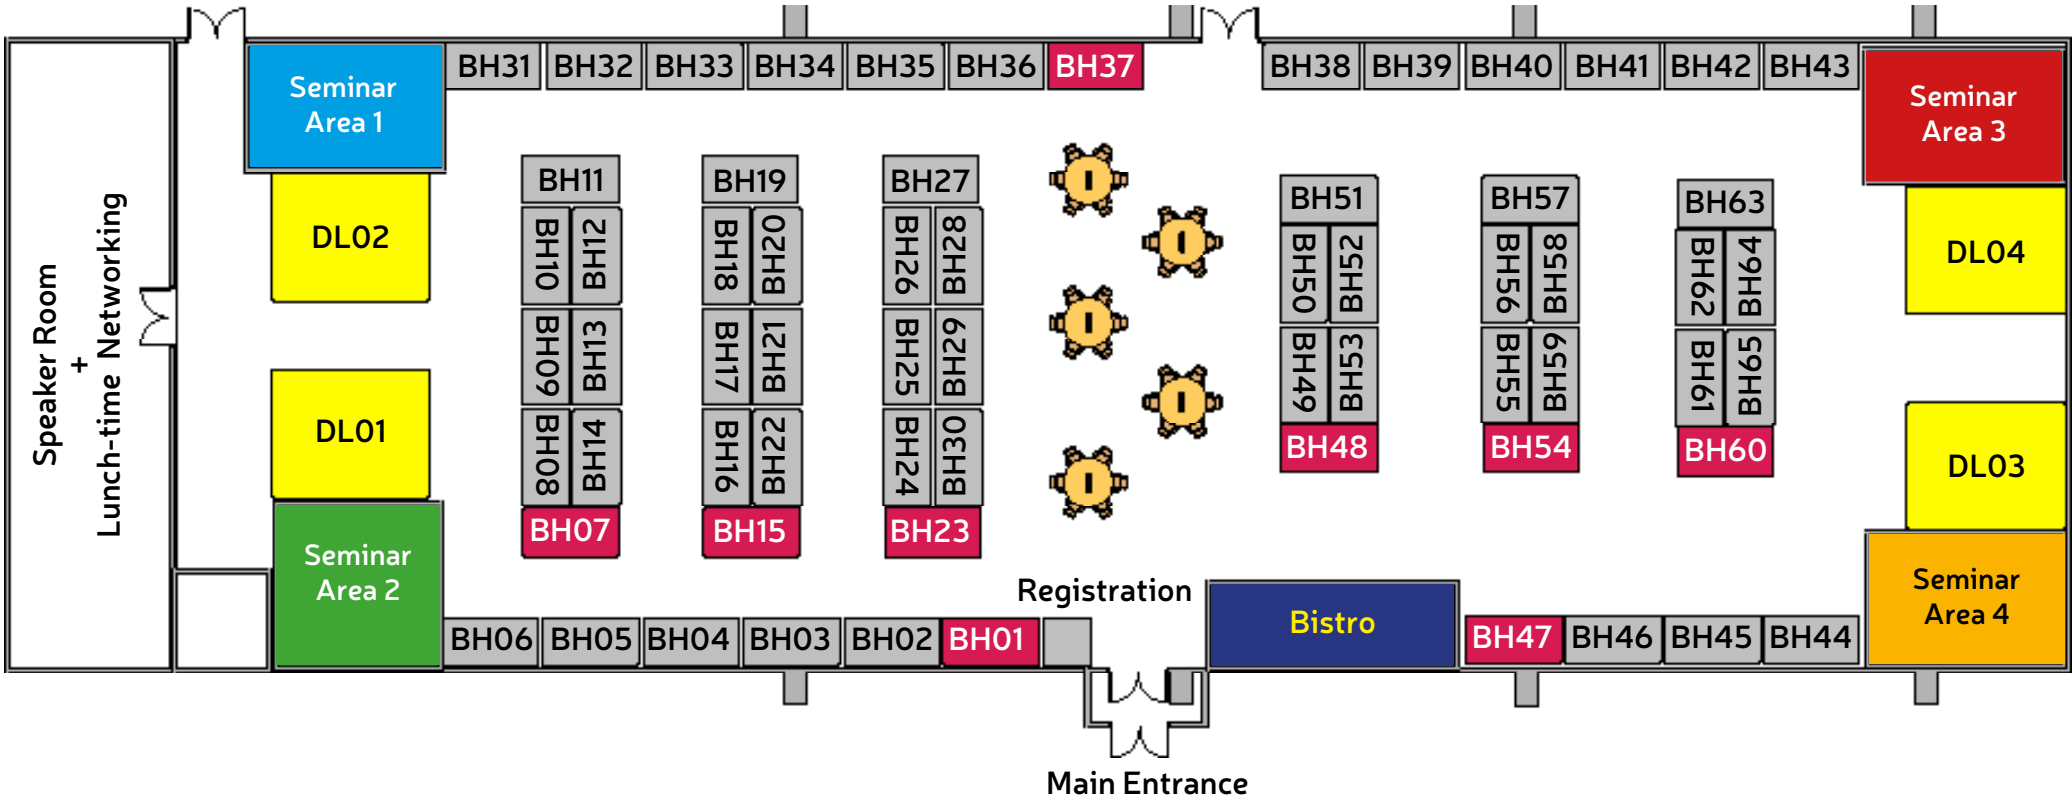 BH31
BH32
BH33
BH34
BH35
BH36
BH37
BH38
BH39
BH40
BH41
BH42
BH43
Seminar
Area 1
Seminar
Area 3
Speaker Room
+
Lunch-time Networking
DL02
DL01
Seminar
Area 2
BH11
BH10
BH12
BH09
BH13
BH08
BH14
BH07
BH19
BH18
BH20
BH17
BH21
BH16
BH22
BH15
BH27
BH26
BH28
BH25
BH29
BH24
BH30
BH23
BH51
BH50
BH52
BH49
BH53
BH48
BH57
BH56
BH58
BH55
BH59
BH54
BH63
BH62
BH64
BH61
BH65
BH60
DL04
DL03
Seminar
Area 4
Registration
Bistro
BH06
BH05
BH04
BH03
BH02
BH01
BH47
BH46
BH45
BH44
Main Entrance